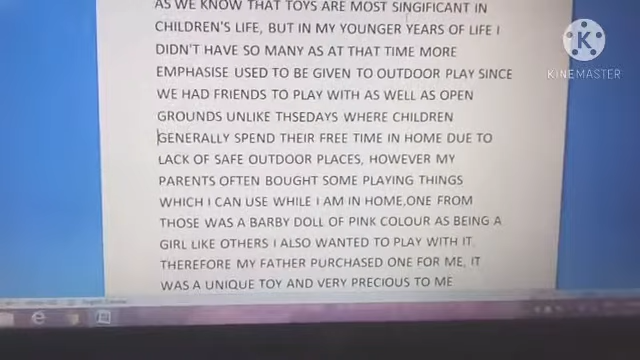 AS WE KNOW THAT TOYS ARE MOST SINGIFICANT IN
CHILDREN'S LIFE, BUT IN MY YOUNGER YEARS OF LIFE I
DIDN'T HAVE SO MANY AS AT THAT TIME MORE
EMPHASISE USED TO BE GIVEN TO OUTDOOR PLAY SINCE
WE HAD FRIENDS TO PLAY WITH AS WELL AS OPEN
GROUNDS UNLIKE THSEDAYS WHERE CHILDREN
GENERALLY SPEND THEIR FREE TIME IN HOME DUE TO
LACK OF SAFE OUTDOOR PLACES, HOWEVER MY
PARENTS OFTEN BOUGHT SOME PLAYING THINGS
WHICH I CAN USE WHILE I AM IN HOME,ONE FROM
THOSE WAS A BARBY DOLL OF PINK COLOUR AS BEING A
GIRL LIKE OTHERS I ALSO WANTED TO PLAY WITH IT.
THEREFORE MY FATHER PURCHASED ONE FOR ME, IT
WAS A UNIQUE TOY AND VERY PRECIOUS TO ME
K
KINEMASTER